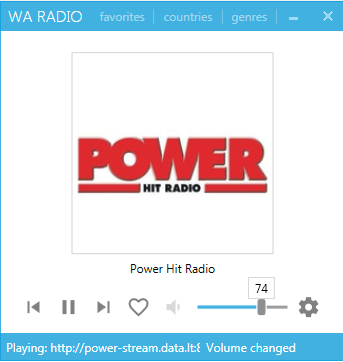 WA RADIO favorites countries genres
POWER
HIT RADIO
Power Hit Radio
74
Playing: http://power-stream.data.lt:8 Volume changed